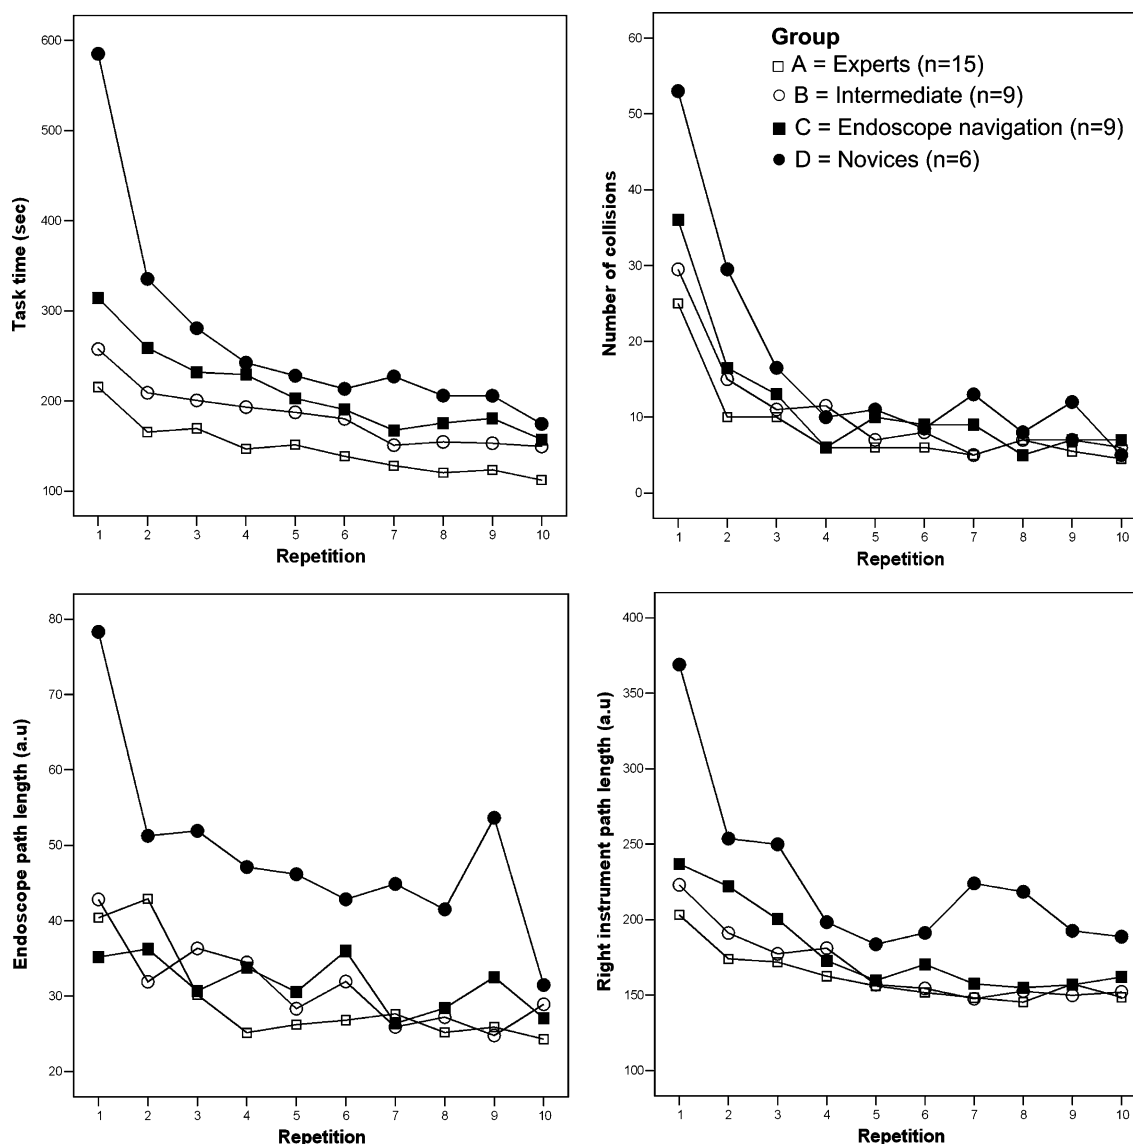 600
500
400
300
200
100
Task time (sec)
1 2 3 4 5 6 7 8 9 10
Repetition
60
50
40
30
20
10
0
Number of collisions
Group
A = Experts (n=15)
B = Intermediate (n=9)
C = Endoscope navigation (n=9)
D = Novices (n=6)
1 2 3 4 5 6 7 8 9 10
Repetition
80
70
60
50
40
30
20
Endoscope path length (a.u)
1 2 3 4 5 6 7 8 9 10
Repetition
400
350
300
250
200
150
100
Right instrument path length (a.u)
1 2 3 4 5 6 7 8 9 10
Repetition